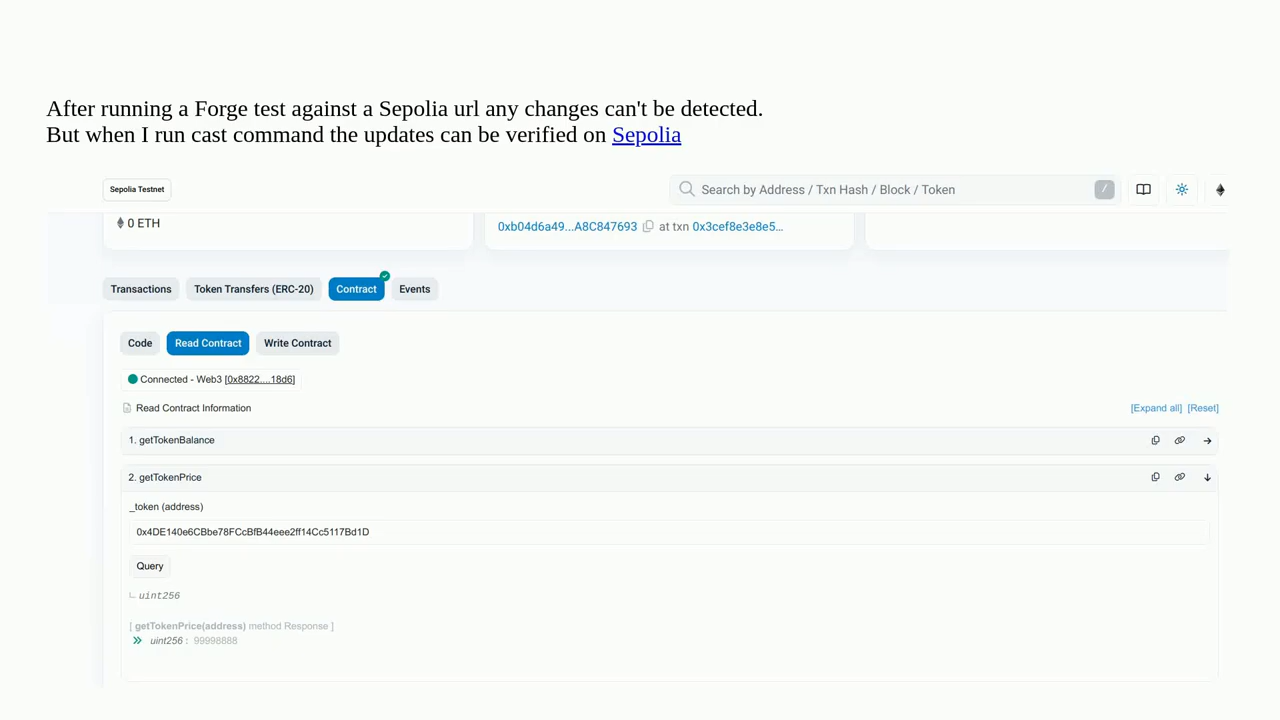 After running a Forge test against a Sepolia url any changes can't be detected.
But when I run cast command the updates can be verified on Sepolia
Sepolia Testnet
Search by Address / Txn Hash / Block / Token
/
0 ETH
0xb04d6a49...A8C847693 at txn 0x3cef8e3e8e5...
Transactions
Token Transfers (ERC-20)
Contract
Events
Code
Read Contract
Write Contract
Connected - Web3 [0x8822....18d6]
Read Contract Information
[Expand all] [Reset]
1. getTokenBalance
2. getTokenPrice
_token (address)
0x4DE140e6CBbe78FCcBfB44eee2ff14Cc5117Bd1D
Query
uint256
[ getTokenPrice(address) method Response ]
uint256 : 99998888